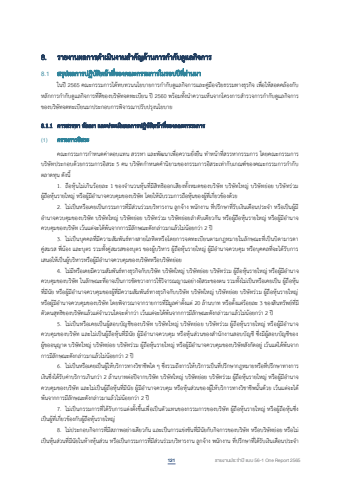 8. รายงานผลการดำเนินงานสำคัญด้านการกำกับดูแลกิจการ
8.1 สรุปผลการปฏิบัติหน้าที่ของคณะกรรมการในรอบปีที่ผ่านมา
ในปี 2565 คณะกรรมการได้ทบทวนนโยบายการกำกับดูแลกิจการและคู่มือจริยธรรมทางธุรกิจ เพื่อให้สอดคล้องกับ
หลักการกำกับดูแลกิจการที่ดีของบริษัทจดทะเบียน ปี 2560 พร้อมทั้งนำความเห็นจากโครงการสำรวจการกำกับดูแลกิจการ
ของบริษัทจดทะเบียนมาประกอบการพิจารณาปรับปรุงนโยบาย
8.1.1 การสรรหา พัฒนา และประเมินผลการปฏิบัติหน้าที่ของคณะกรรมการ
(1) กรรมการอิสระ
คณะกรรมการกำหนดค่าตอบแทน สรรหา และพัฒนาเพื่อความยั่งยืน ทำหน้าที่สรรหากรรมการ โดยคณะกรรมการ
บริษัทประกอบด้วยกรรมการอิสระ 5 คน บริษัทกำหนดคำนิยามของกรรมการอิสระเท่ากับเกณฑ์ของคณะกรรมการกำกับ
ตลาดทุน ดังนี้
1. ถือหุ้นไม่เกินร้อยละ 1 ของจำนวนหุ้นที่มีสิทธิออกเสียงทั้งหมดของบริษัท บริษัทใหญ่ บริษัทย่อย บริษัทร่วม
ผู้ถือหุ้นรายใหญ่ หรือผู้มีอำนาจควบคุมของบริษัท โดยให้นับรวมการถือหุ้นของผู้ที่เกี่ยวข้องด้วย
2. ไม่เป็นหรือเคยเป็นกรรมการที่มีส่วนร่วมบริหารงาน ลูกจ้าง พนักงาน ที่ปรึกษาที่รับเงินเดือนประจำ หรือเป็นผู้มี
อำนาจควบคุมของบริษัท บริษัทใหญ่ บริษัทย่อย บริษัทร่วม บริษัทย่อยลำดับเดียวกัน หรือผู้ถือหุ้นรายใหญ่ หรือผู้มีอำนาจ
ควบคุมของบริษัท เว้นแต่จะได้พ้นจากการมีลักษณะดังกล่าวมาแล้วไม่น้อยกว่า 2 ปี
3. ไม่เป็นบุคคลที่มีความสัมพันธ์ทางสายโลหิตหรือโดยการจดทะเบียนตามกฎหมายในลักษณะที่เป็นบิดามารดา
คู่สมรส พี่น้อง และบุตร รวมทั้งคู่สมรสของบุตร ของผู้บริหาร ผู้ถือหุ้นรายใหญ่ ผู้มีอำนาจควบคุม หรือบุคคลที่จะได้รับการ
เสนอให้เป็นผู้บริหารหรือผู้มีอำนาจควบคุมของบริษัทหรือบริษัทย่อย
4. ไม่มีหรือเคยมีความสัมพันธ์ทางธุรกิจกับบริษัท บริษัทใหญ่ บริษัทย่อย บริษัทร่วม ผู้ถือหุ้นรายใหญ่ หรือผู้มีอำนาจ
ควบคุมของบริษัท ในลักษณะที่อาจเป็นการขัดขวางการใช้วิจารณญาณอย่างอิสระของตน รวมทั้งไม่เป็นหรือเคยเป็น ผู้ถือหุ้น
ที่มีนัย หรือผู้มีอำนาจควบคุมของผู้ที่มีความสัมพันธ์ทางธุรกิจกับบริษัท บริษัทใหญ่ บริษัทย่อย บริษัทร่วม ผู้ถือหุ้นรายใหญ่
หรือผู้มีอำนาจควบคุมของบริษัท โดยพิจารณาจากรายการที่มีมูลค่าตั้งแต่ 20 ล้านบาท หรือตั้งแต่ร้อยละ 3 ของสินทรัพย์ที่มี
ตัวตนสุทธิของบริษัทแล้วแต่จำนวนใดจะต่ำกว่า เว้นแต่จะได้พ้นจากการมีลักษณะดังกล่าวมาแล้วไม่น้อยกว่า 2 ปี
5. ไม่เป็นหรือเคยเป็นผู้สอบบัญชีของบริษัท บริษัทใหญ่ บริษัทย่อย บริษัทร่วม ผู้ถือหุ้นรายใหญ่ หรือผู้มีอำนาจ
ควบคุมของบริษัท และไม่เป็นผู้ถือหุ้นที่มีนัย ผู้มีอำนาจควบคุม หรือหุ้นส่วนของสำนักงานสอบบัญชี ซึ่งมีผู้สอบบัญชีของ
ผู้ขออนุญาต บริษัทใหญ่ บริษัทย่อย บริษัทร่วม ผู้ถือหุ้นรายใหญ่ หรือผู้มีอำนาจควบคุมของบริษัทสังกัดอยู่ เว้นแต่ได้พ้นจาก
การมีลักษณะดังกล่าวมาแล้วไม่น้อยกว่า 2 ปี
6. ไม่เป็นหรือเคยเป็นผู้ให้บริการทางวิชาชีพใด ๆ ซึ่งรวมถึงการให้บริการเป็นที่ปรึกษากฎหมายหรือที่ปรึกษาทางการ
เงินซึ่งได้รับค่าบริการเกินกว่า 2 ล้านบาทต่อปีจากบริษัท บริษัทใหญ่ บริษัทย่อย บริษัทร่วม ผู้ถือหุ้นรายใหญ่ หรือผู้มีอำนาจ
ควบคุมของบริษัท และไม่เป็นผู้ถือหุ้นที่มีนัย ผู้มีอำนาจควบคุม หรือหุ้นส่วนของผู้ให้บริการทางวิชาชีพนั้นด้วย เว้นแต่จะได้
พ้นจากการมีลักษณะดังกล่าวมาแล้วไม่น้อยกว่า 2 ปี
7. ไม่เป็นกรรมการที่ได้รับการแต่งตั้งขึ้นเพื่อเป็นตัวแทนของกรรมการของบริษัท ผู้ถือหุ้นรายใหญ่ หรือผู้ถือหุ้นซึ่ง
เป็นผู้ที่เกี่ยวข้องกับผู้ถือหุ้นรายใหญ่
8. ไม่ประกอบกิจการที่มีสภาพอย่างเดียวกัน และเป็นการแข่งขันที่มีนัยกับกิจการของบริษัท หรือบริษัทย่อย หรือไม่
เป็นหุ้นส่วนที่มีนัยในห้างหุ้นส่วน หรือเป็นกรรมการที่มีส่วนร่วมบริหารงาน ลูกจ้าง พนักงาน ที่ปรึกษาที่ได้รับเงินเดือนประจำ
121 รายงานประจำปี แบบ 56-1 One Report 2565